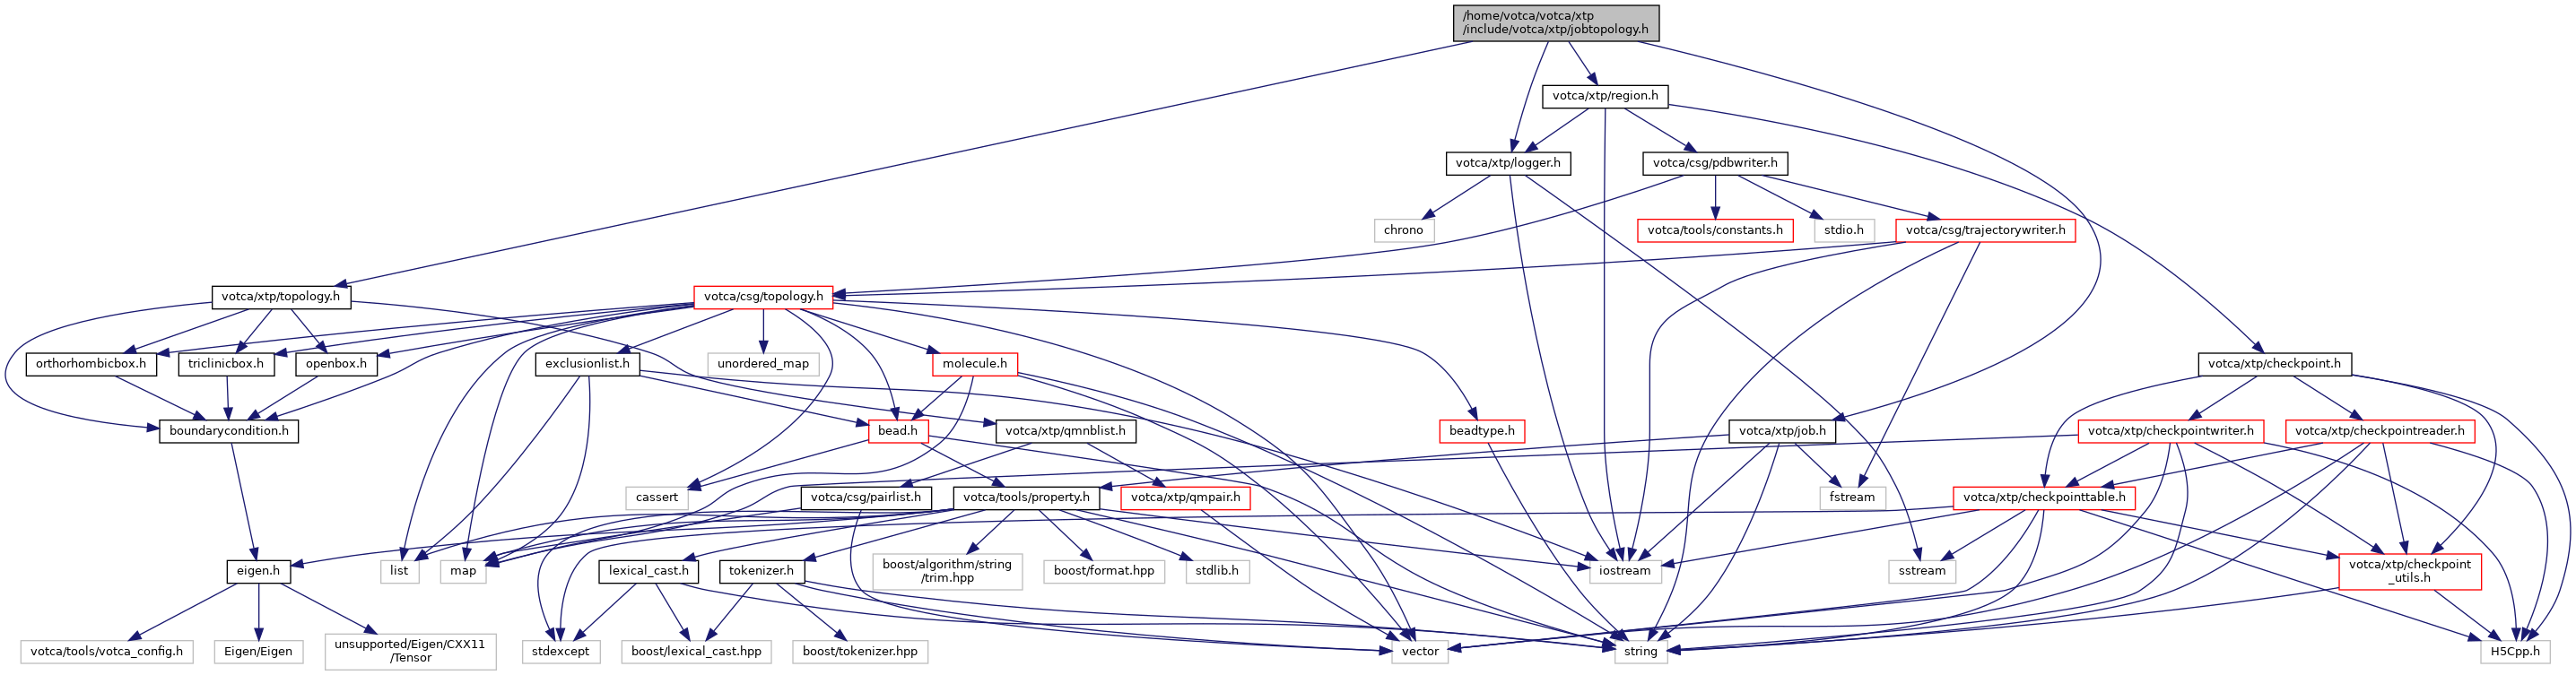 /home/votca/votca/xtp
/include/votca/xtp/jobtopology.h
votca/xtp/region.h
votca/xtp/logger.h
votca/csg/pdbwriter.h
chrono
votca/tools/constants.h
stdio.h
votca/csg/trajectorywriter.h
votca/xtp/topology.h
votca/csg/topology.h
orthorhombicbox.h
triclinicbox.h
openbox.h
exclusionlist.h
unordered_map
molecule.h
votca/xtp/checkpoint.h
boundarycondition.h
bead.h
votca/xtp/qmnblist.h
beadtype.h
votca/xtp/job.h
votca/xtp/checkpointwriter.h
votca/xtp/checkpointreader.h
cassert
votca/csg/pairlist.h
votca/tools/property.h
votca/xtp/qmpair.h
fstream
votca/xtp/checkpointtable.h
eigen.h
list
map
lexical_cast.h
tokenizer.h
boost/algorithm/string
/trim.hpp
boost/format.hpp
stdlib.h
iostream
sstream
votca/xtp/checkpoint
_utils.h
votca/tools/votca_config.h
Eigen/Eigen
unsupported/Eigen/CXX11
/Tensor
stdexcept
boost/lexical_cast.hpp
boost/tokenizer.hpp
vector
string
H5Cpp.h